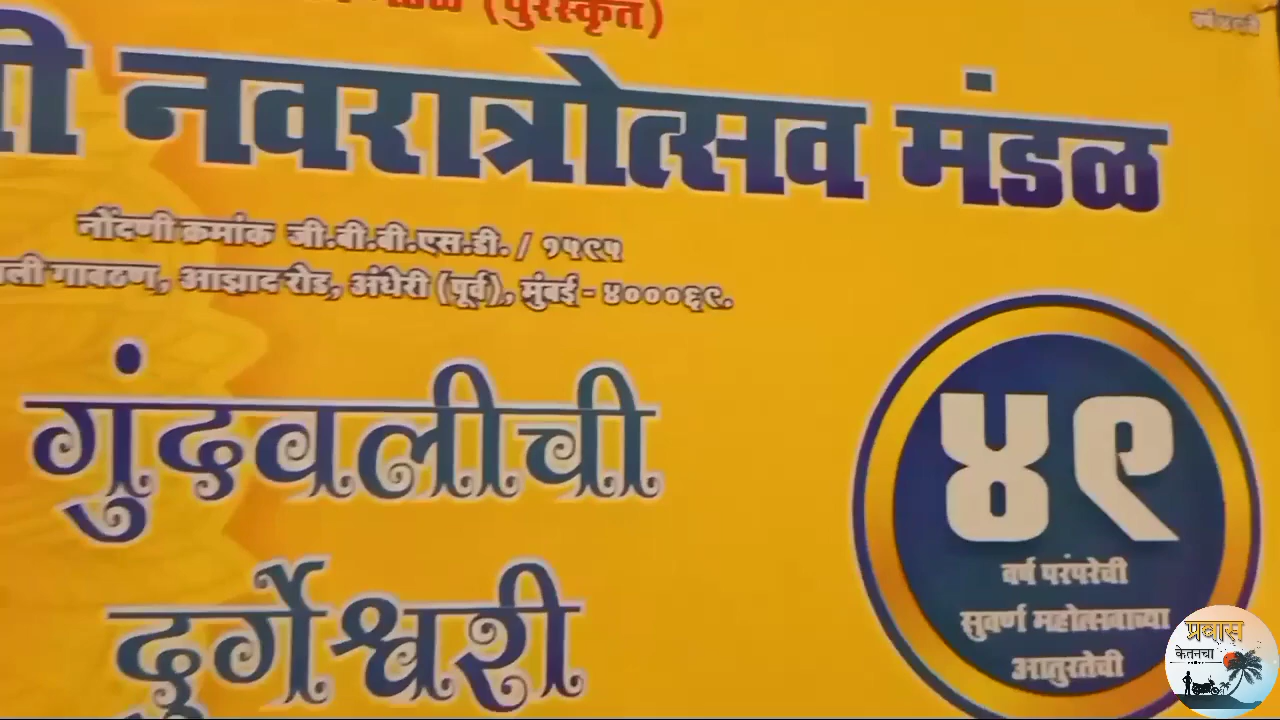 (पुरस्कृत)
नवरात्रोत्सव मंडळ
नोंदणी क्रमांक जी.बी.बी.एस.डी. / १५९५
गावठण, आझाद रोड, अंधेरी (पूर्व), मुंबई - ४०००६९.
गुंदवलीची
दुर्गेश्वरी
४९
वर्ष परंपरेची
सुवर्ण महोत्सवाच्या
आतुरतेची
प्रवास
केतनचा